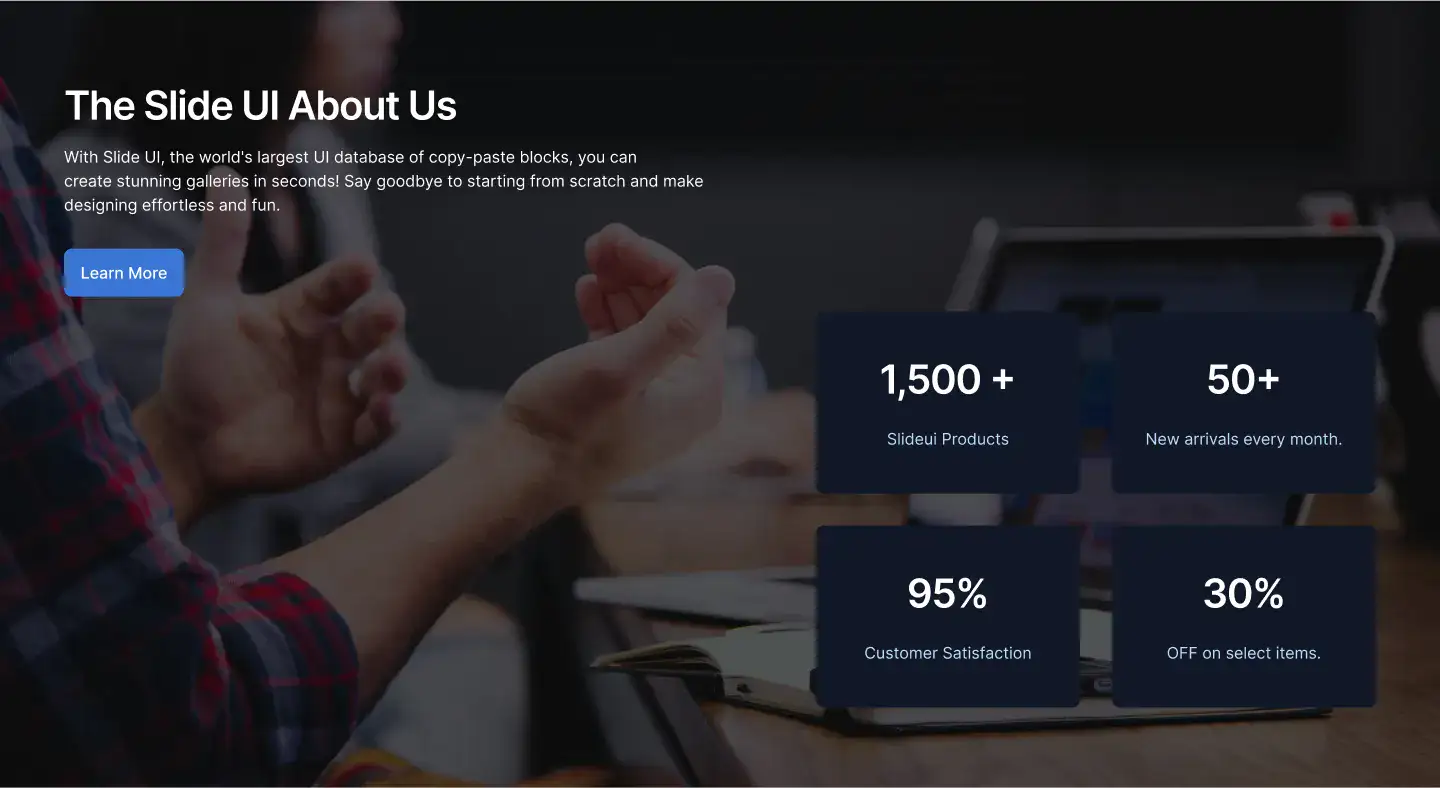 The Slide UI About Us
With Slide UI, the world's largest UI database of copy-paste blocks, you can
create stunning galleries in seconds! Say goodbye to starting from scratch and make
designing effortless and fun.
Learn More
1,500 +
Slideui Products
50+
New arrivals every month.
95%
Customer Satisfaction
30%
OFF on select items.